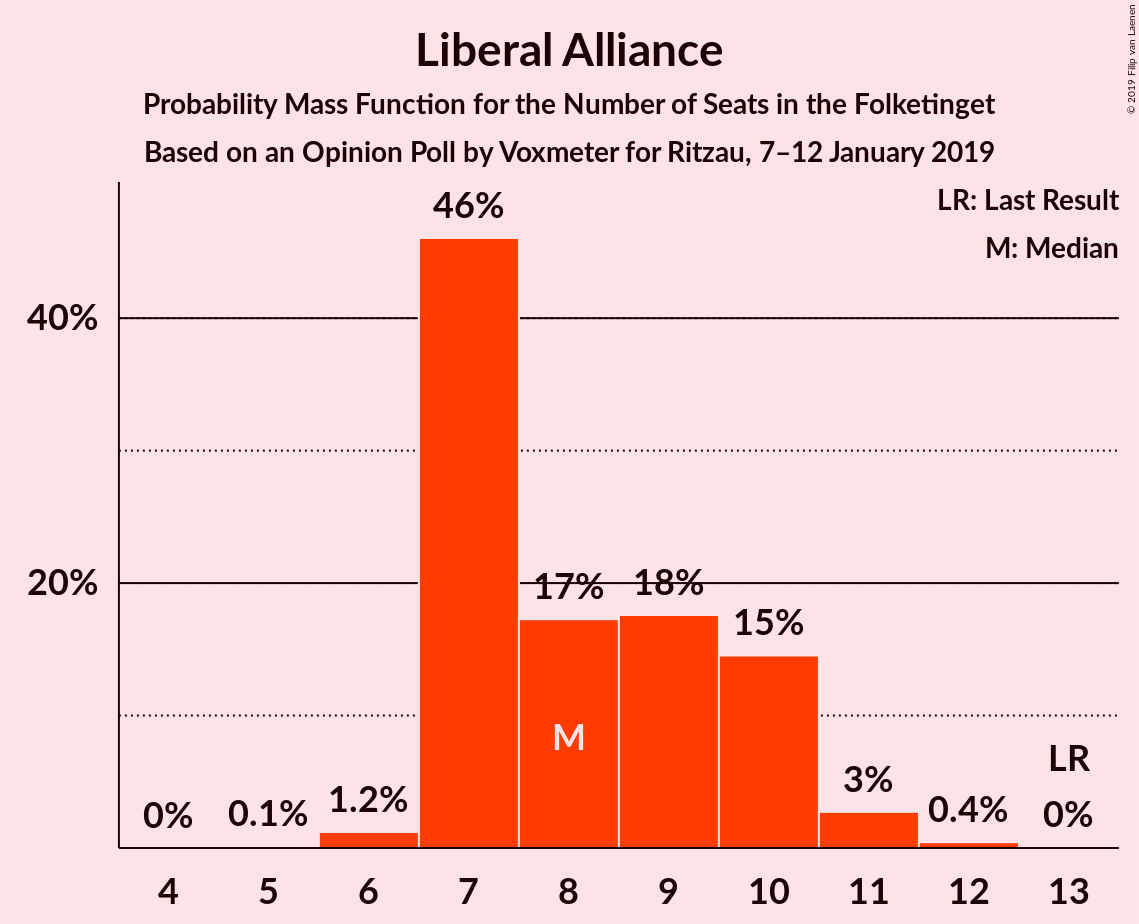 Liberal Alliance
Probability Mass Function for the Number of Seats in the Folketinget
Based on an Opinion Poll by Voxmeter for Ritzau, 7–12 January 2019
© 2019 Filip van Laenen
LR: Last Result
M: Median
46%
40%
20%
17%
18%
15%
M
LR
0%
0.1%
1.2%
3%
0.4%
0%
4 5 6 7 8 9 10 11 12 13